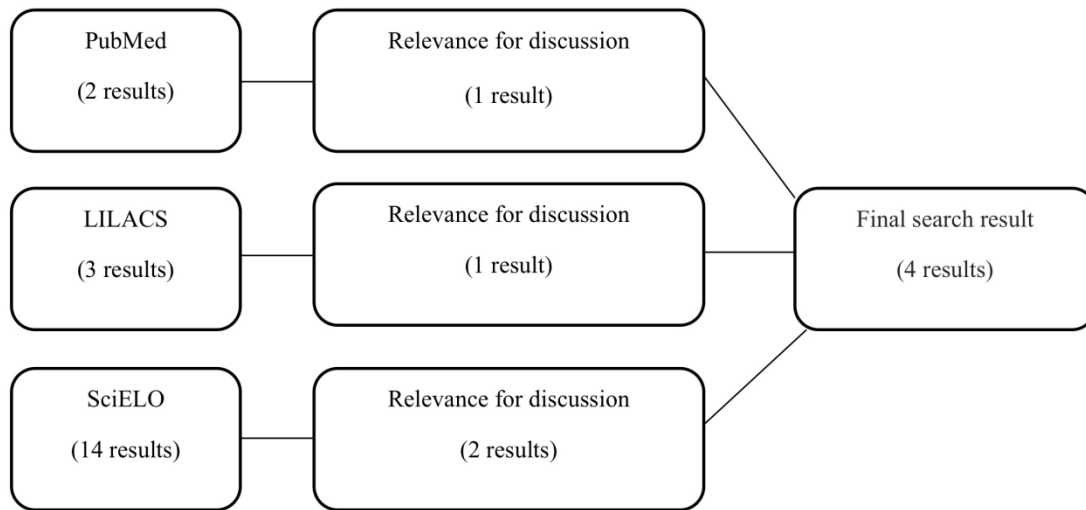 PubMed
(2 results)
Relevance for discussion
(1 result)
LILACS
(3 results)
Relevance for discussion
(1 result)
Final search result
(4 results)
SciELO
(14 results)
Relevance for discussion
(2 results)